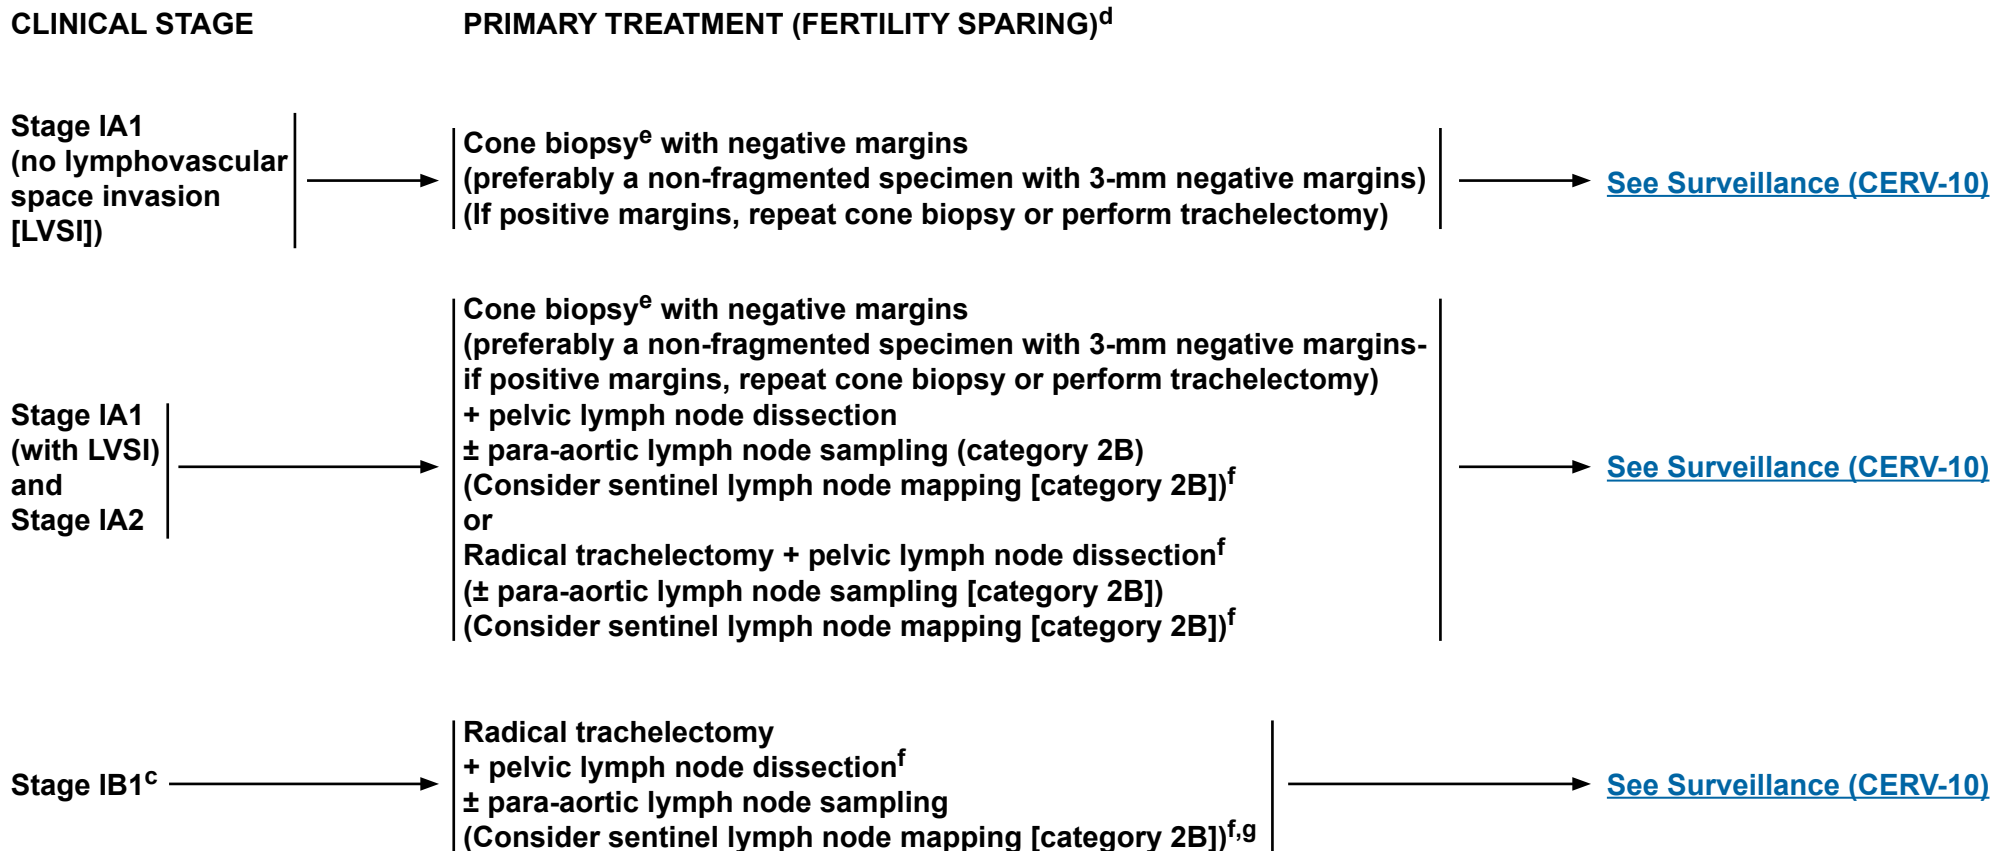 CLINICAL STAGE
PRIMARY TREATMENT (FERTILITY SPARING)d
Stage IA1
(no lymphovascular
space invasion
[LVSI])
Cone biopsye with negative margins
(preferably a non-fragmented specimen with 3-mm negative margins)
(If positive margins, repeat cone biopsy or perform trachelectomy)
See Surveillance (CERV-10)
Stage IA1
(with LVSI)
and
Stage IA2
Cone biopsye with negative margins
(preferably a non-fragmented specimen with 3-mm negative margins-
if positive margins, repeat cone biopsy or perform trachelectomy)
+ pelvic lymph node dissection
± para-aortic lymph node sampling (category 2B)
(Consider sentinel lymph node mapping [category 2B])f
or
Radical trachelectomy + pelvic lymph node dissectionf
(± para-aortic lymph node sampling [category 2B])
(Consider sentinel lymph node mapping [category 2B])f
See Surveillance (CERV-10)
Stage IB1c
Radical trachelectomy
+ pelvic lymph node dissectionf
± para-aortic lymph node sampling
(Consider sentinel lymph node mapping [category 2B])f,g
See Surveillance (CERV-10)